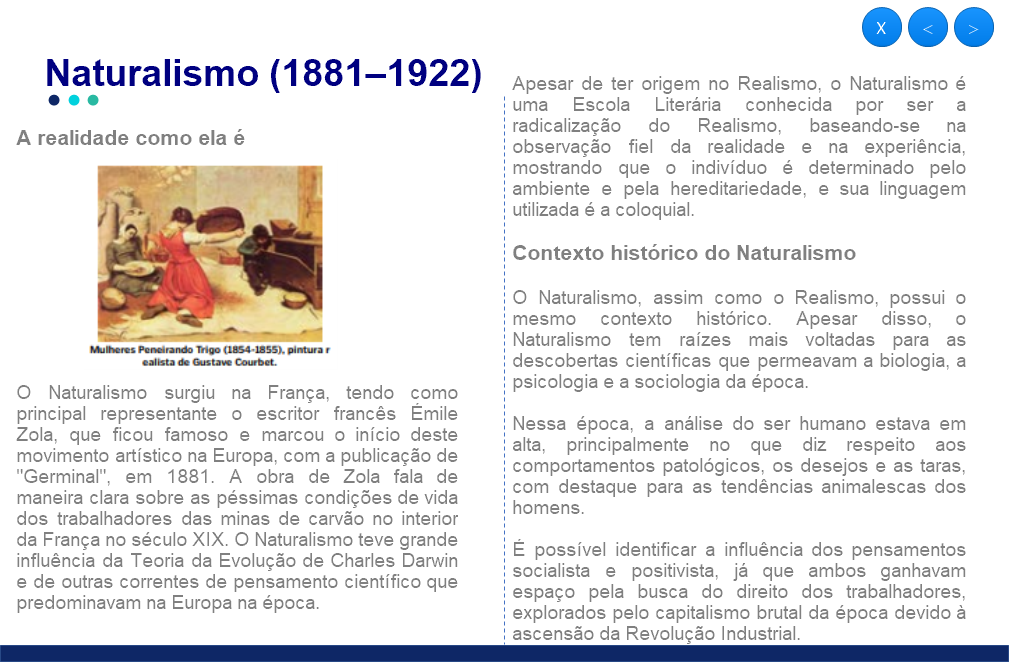 X < >
Naturalismo (1881–1922)
A realidade como ela é
Mulheres Peneirando Trigo (1854-1855), pintura r
ealista de Gustave Courbet.
O Naturalismo surgiu na França, tendo como
principal representante o escritor francês Émile
Zola, que ficou famoso e marcou o início deste
movimento artístico na Europa, com a publicação de
"Germinal", em 1881. A obra de Zola fala de
maneira clara sobre as péssimas condições de vida
dos trabalhadores das minas de carvão no interior
da França no século XIX. O Naturalismo teve grande
influência da Teoria da Evolução de Charles Darwin
e de outras correntes de pensamento científico que
predominavam na Europa na época.
Apesar de ter origem no Realismo, o Naturalismo é
uma Escola Literária conhecida por ser a
radicalização do Realismo, baseando-se na
observação fiel da realidade e na experiência,
mostrando que o indivíduo é determinado pelo
ambiente e pela hereditariedade, e sua linguagem
utilizada é a coloquial.
Contexto histórico do Naturalismo
O Naturalismo, assim como o Realismo, possui o
mesmo contexto histórico. Apesar disso, o
Naturalismo tem raízes mais voltadas para as
descobertas científicas que permeavam a biologia, a
psicologia e a sociologia da época.
Nessa época, a análise do ser humano estava em
alta, principalmente no que diz respeito aos
comportamentos patológicos, os desejos e as taras,
com destaque para as tendências animalescas dos
homens.
É possível identificar a influência dos pensamentos
socialista e positivista, já que ambos ganhavam
espaço pela busca do direito dos trabalhadores,
explorados pelo capitalismo brutal da época devido à
ascensão da Revolução Industrial.